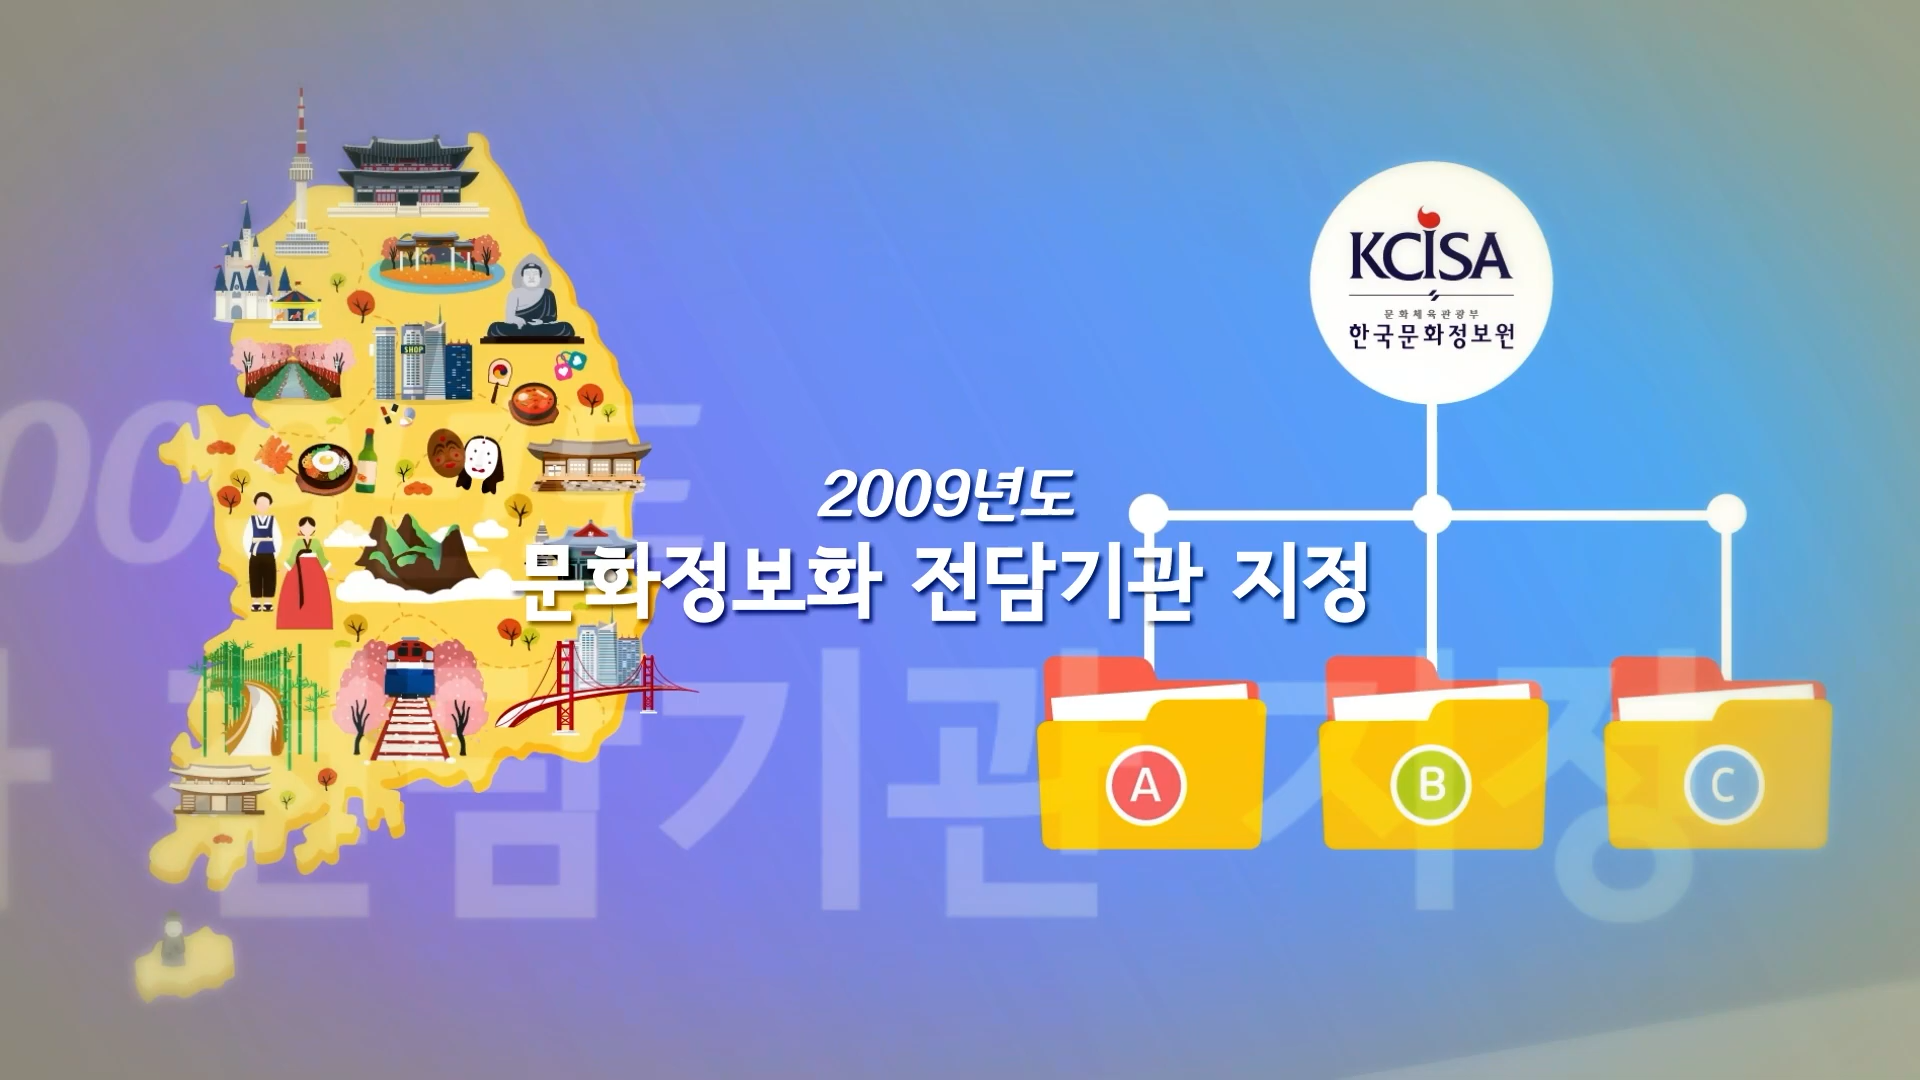 SHOP
KCISA
문화체육관광부
한국문화정보원
2009년도
문화정보화 전담기관 지정
A B C